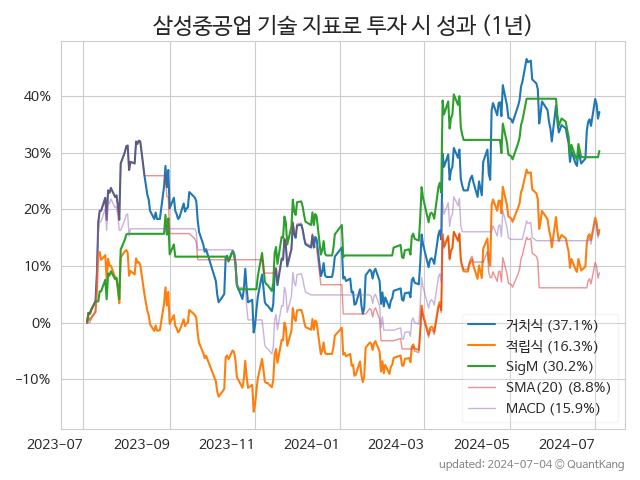 삼성중공업 기술 지표로 투자 시 성과 (1년)
40%
30%
20%
10%
0%
−10%
거치식 (37.1%)
적립식 (16.3%)
SigM (30.2%)
SMA(20) (8.8%)
MACD (15.9%)
2023−07
2023−09
2023−11
2024−01
2024−03
2024−05
2024−07
updated: 2024-07-04 © QuantKang